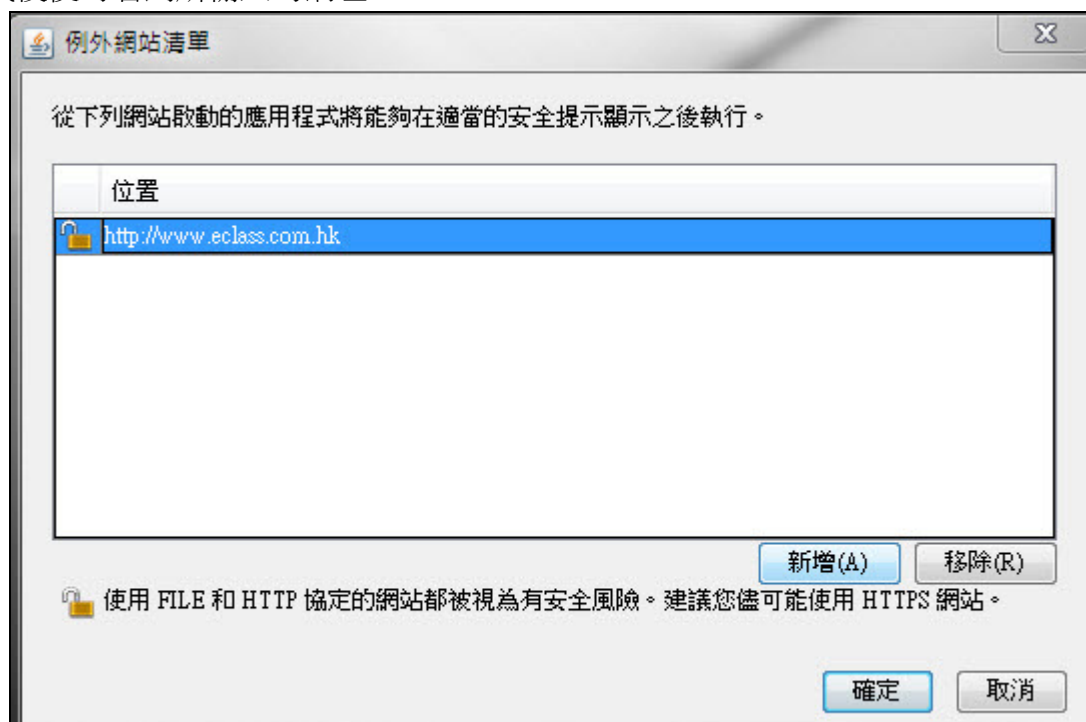 例外網站清單
從下列網站啟動的應用程式將能夠在適當的安全提示顯示之後執行。
位置
http://www.eclass.com.hk
新增(A) 移除(R)
使用 FILE 和 HTTP 協定的網站都被視為有安全風險。建議您儘可能使用 HTTPS 網站。
確定 取消